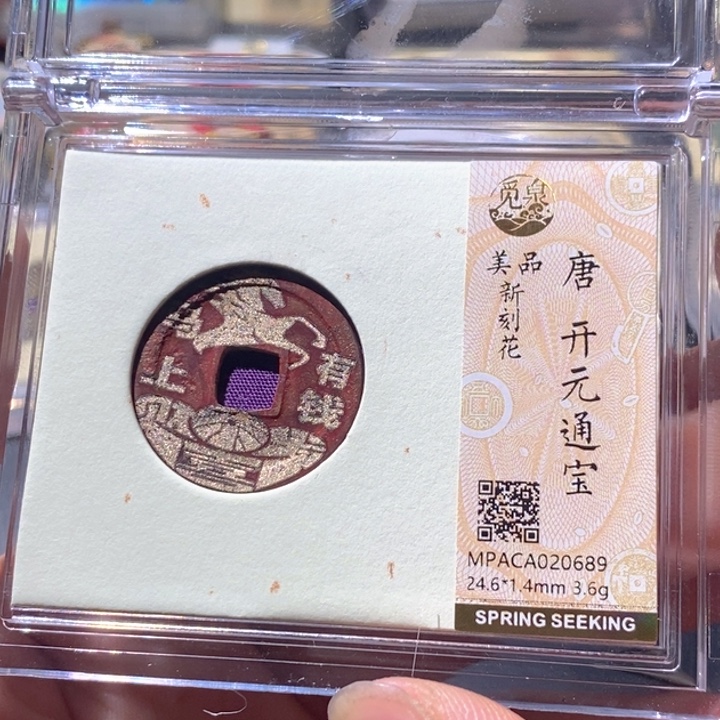 觅泉
唐 开元通宝
美品
新刻花
MPACA020689
24.6*1.4mm 3.6g
SPRING SEEKING
马上
有钱